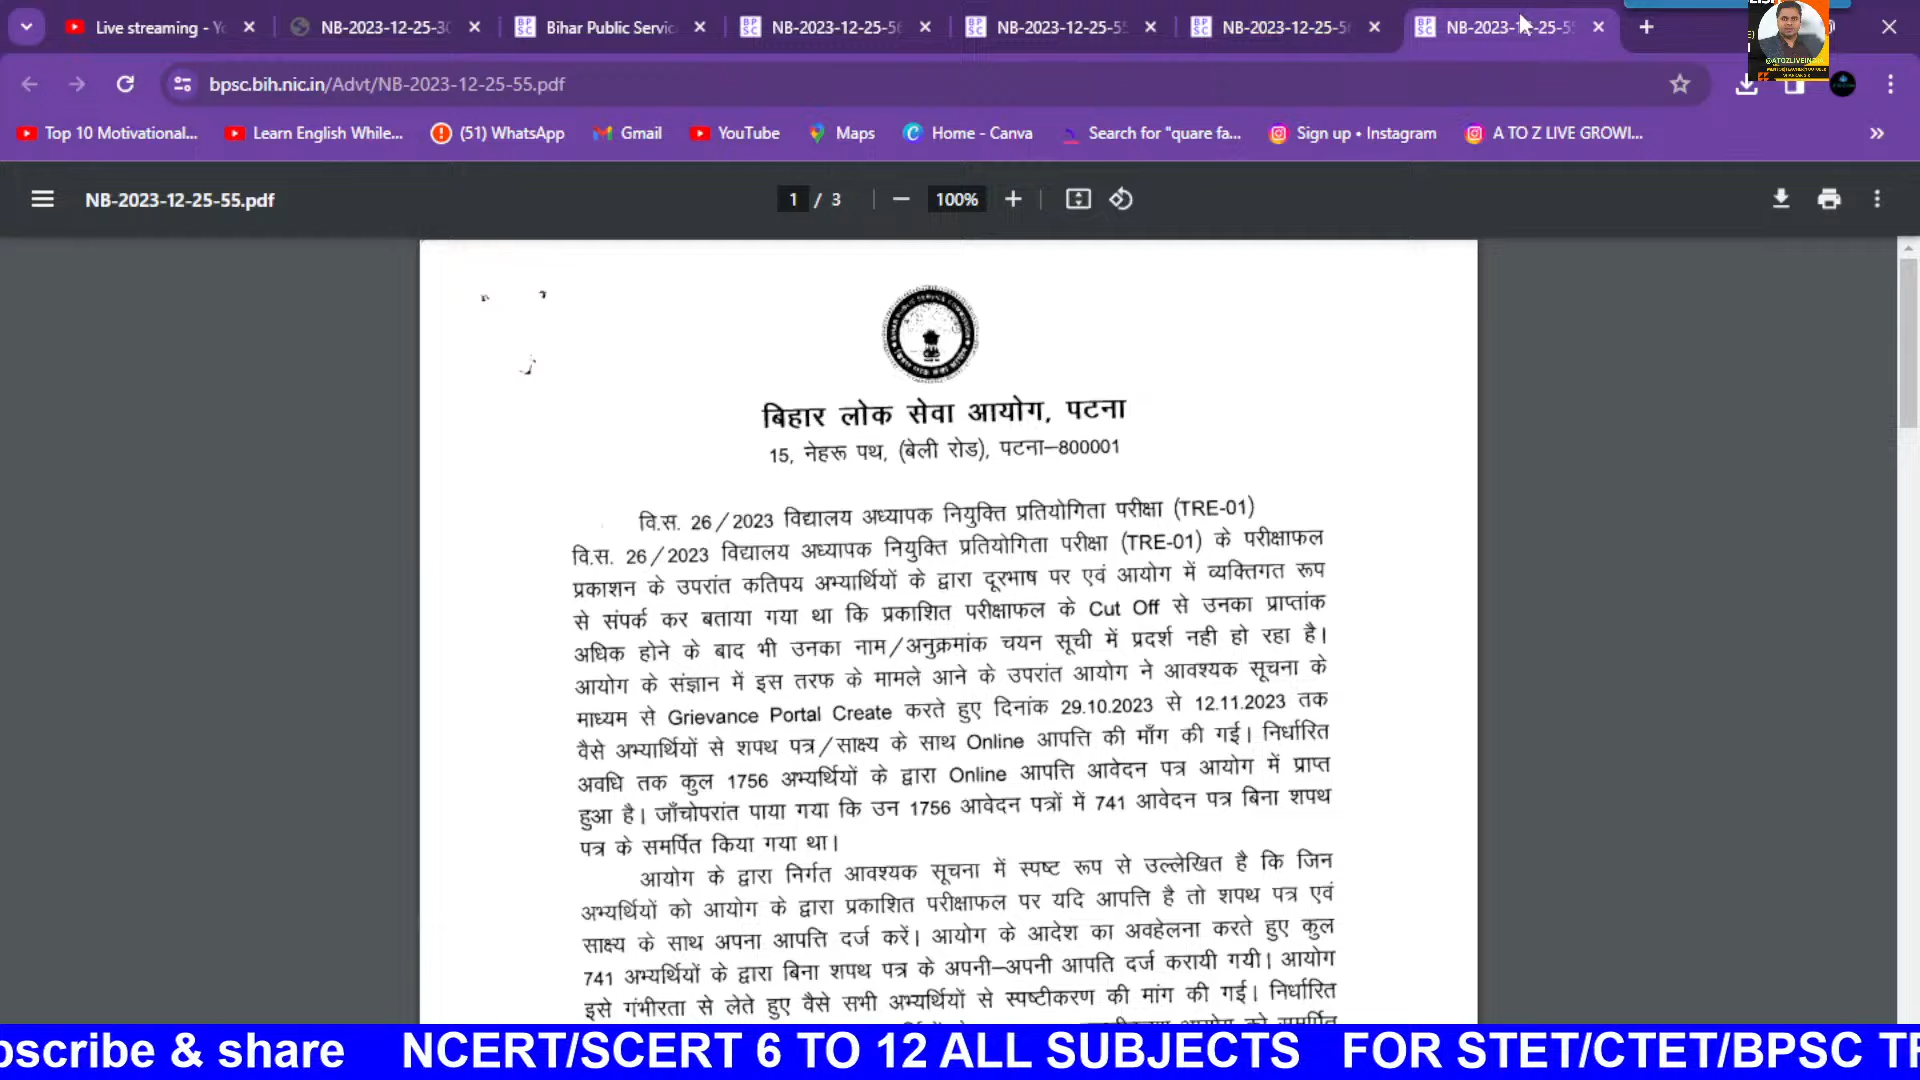 Live streaming - Yo
NB-2023-12-25-30
Bihar Public Servic
NB-2023-12-25-56
NB-2023-12-25-55
NB-2023-12-25-5
NB-2023-12-25-55
bpsc.bih.nic.in/Advt/NB-2023-12-25-55.pdf
Top 10 Motivational...
Learn English While...
(51) WhatsApp
Gmail
YouTube
Maps
Home - Canva
Search for "quare fa...
Sign up • Instagram
A TO Z LIVE GROWI...
@ATOZLIVEINDIA
NB-2023-12-25-55.pdf
1 / 3
100%
बिहार लोक सेवा आयोग, पटना
15, नेहरू पथ, (बेली रोड), पटना–800001
वि.स. 26/2023 विद्यालय अध्यापक नियुक्ति प्रतियोगिता परीक्षा (TRE-01)
वि.स. 26/2023 विद्यालय अध्यापक नियुक्ति प्रतियोगिता परीक्षा (TRE-01) के परीक्षाफल
प्रकाशन के उपरांत कतिपय अभ्यार्थियों के द्वारा दूरभाष पर एवं आयोग में व्यक्तिगत रूप
से संपर्क कर बताया गया था कि प्रकाशित परीक्षाफल के Cut Off से उनका प्राप्तांक
अधिक होने के बाद भी उनका नाम/अनुक्रमांक चयन सूची में प्रदर्श नही हो रहा है।
आयोग के संज्ञान में इस तरफ के मामले आने के उपरांत आयोग ने आवश्यक सूचना के
माध्यम से Grievance Portal Create करते हुए दिनांक 29.10.2023 से 12.11.2023 तक
वैसे अभ्यार्थियों से शपथ पत्र/साक्ष्य के साथ Online आपत्ति की माँग की गई। निर्धारित
अवधि तक कुल 1756 अभ्यर्थियों के द्वारा Online आपत्ति आवेदन पत्र आयोग में प्राप्त
हुआ है। जाँचोपरांत पाया गया कि उन 1756 आवेदन पत्रों में 741 आवेदन पत्र बिना शपथ
पत्र के समर्पित किया गया था।
आयोग के द्वारा निर्गत आवश्यक सूचना में स्पष्ट रूप से उल्लेखित है कि जिन
अभ्यर्थियों को आयोग के द्वारा प्रकाशित परीक्षाफल पर यदि आपत्ति है तो शपथ पत्र एवं
साक्ष्य के साथ अपना आपत्ति दर्ज करें। आयोग के आदेश का अवहेलना करते हुए कुल
741 अभ्यर्थियों के द्वारा बिना शपथ पत्र के अपनी–अपनी आपति दर्ज करायी गयी। आयोग
इसे गंभीरता से लेते हुए वैसे सभी अभ्यर्थियों से स्पष्टीकरण की मांग की गई। निर्धारित
bscribe & share NCERT/SCERT 6 TO 12 ALL SUBJECTS FOR STET/CTET/BPSC TR